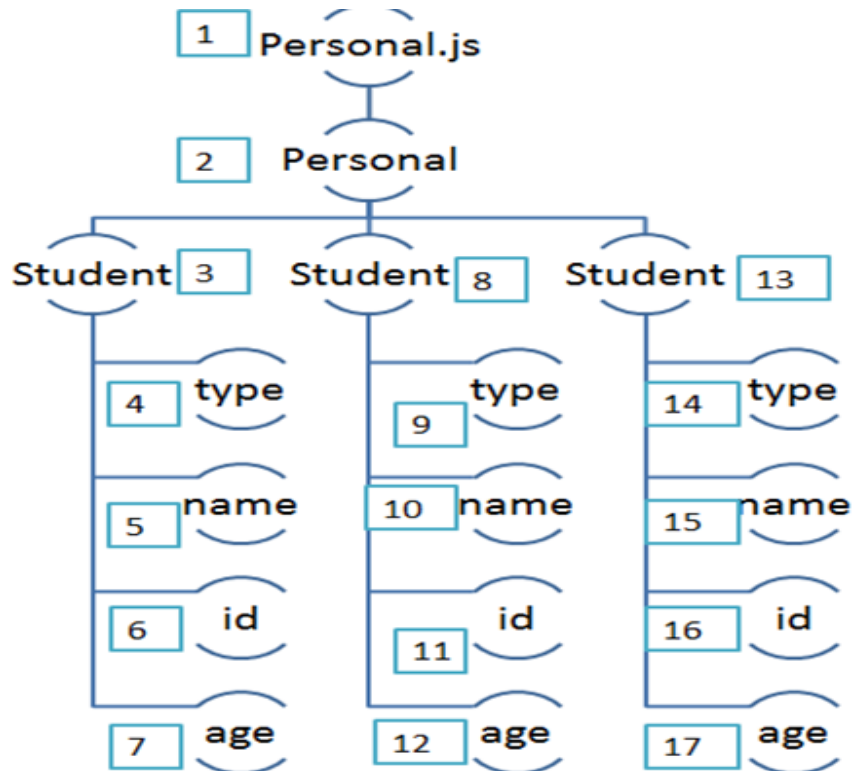 1 Personal.js
2 Personal
Student 3 Student 8 Student 13
4 type 9 type 14 type
5 name 10 name 15 name
6 id 11 id 16 id
7 age 12 age 17 age